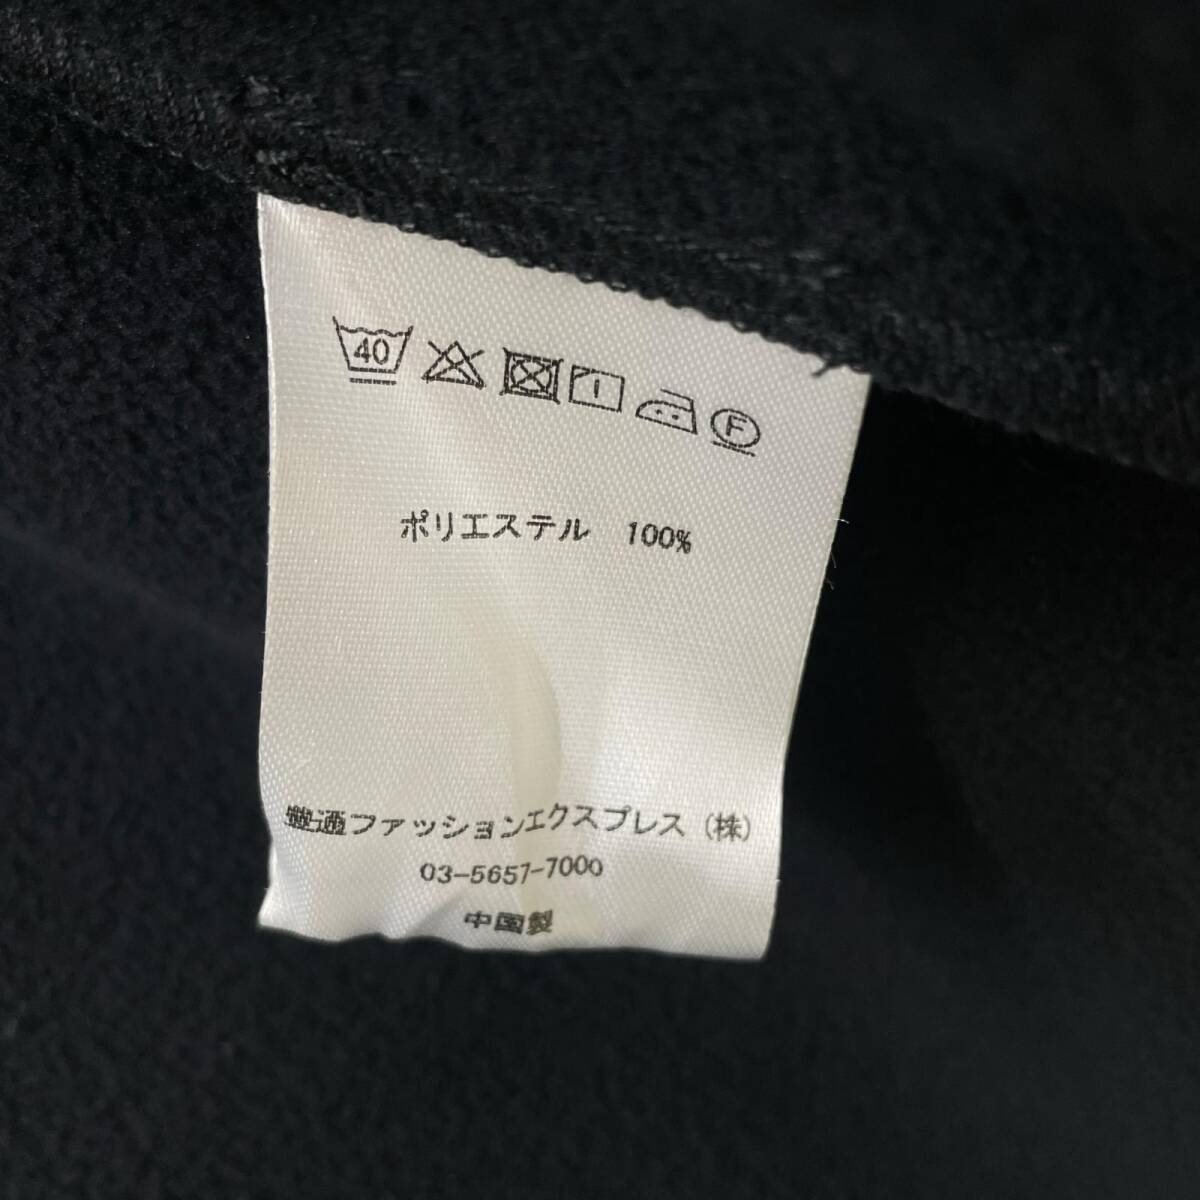 40
F
ポリエステル 100%
豊通ファッションエクスプレス(株)
03-5657-7000
中国製